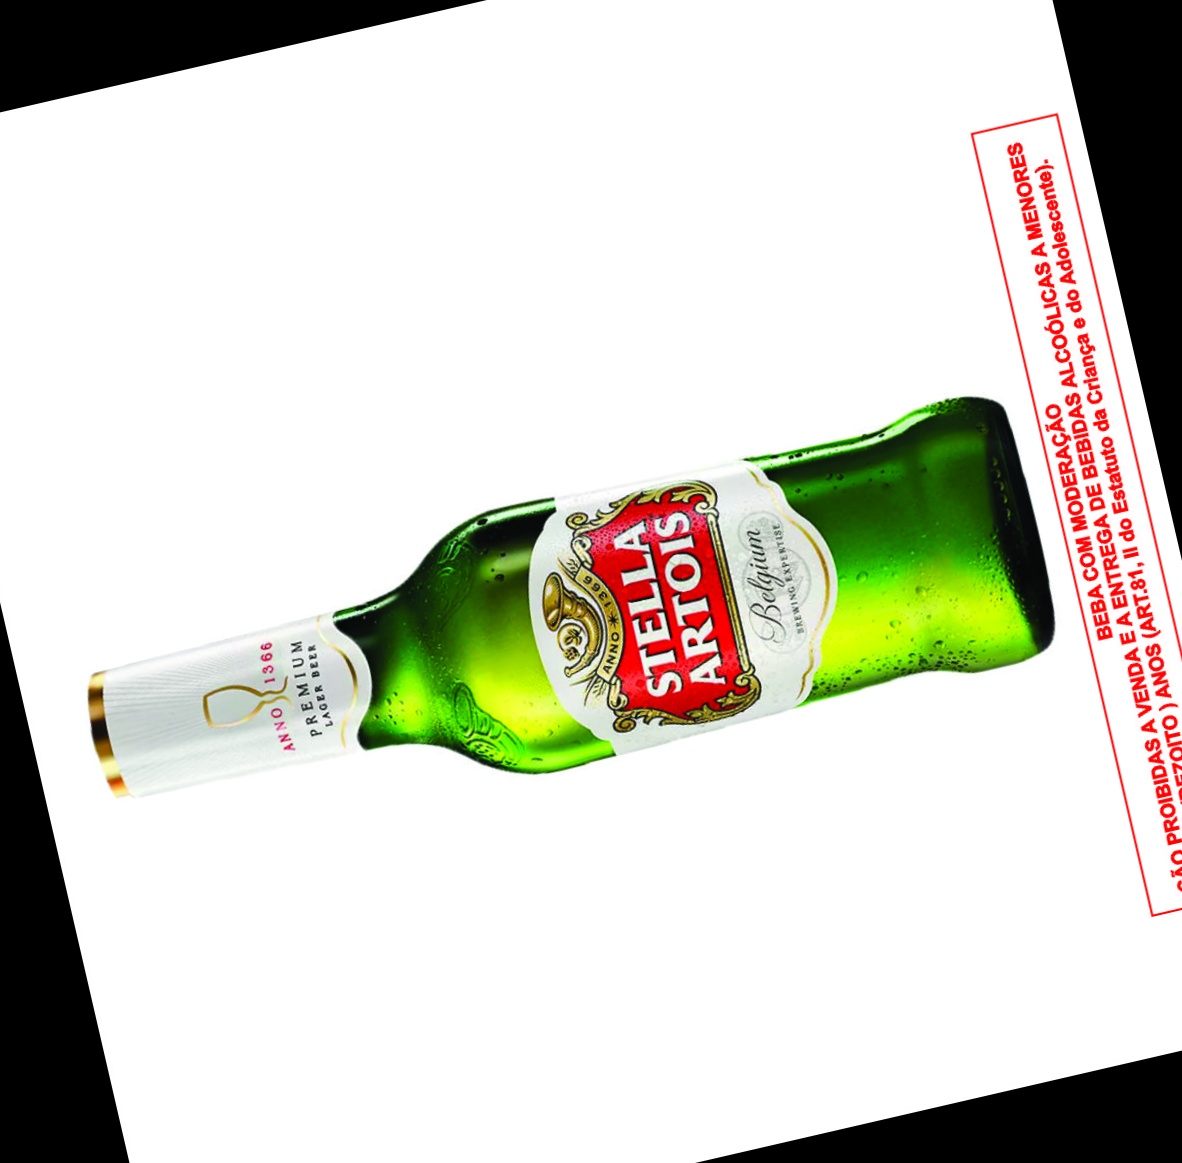 ANNO 1366
PREMIUM
LAGER BEER
ANNO * 1366
STELLA
ARTOIS
Belgium
BREWING EXPERTISE
BEBA COM MODERAÇÃO
SÃO PROIBIDAS A VENDA E A ENTREGA DE BEBIDAS ALCOÓLICAS A MENORES
ANOS (ART.81, II do Estatuto da Criança e do Adolescente).